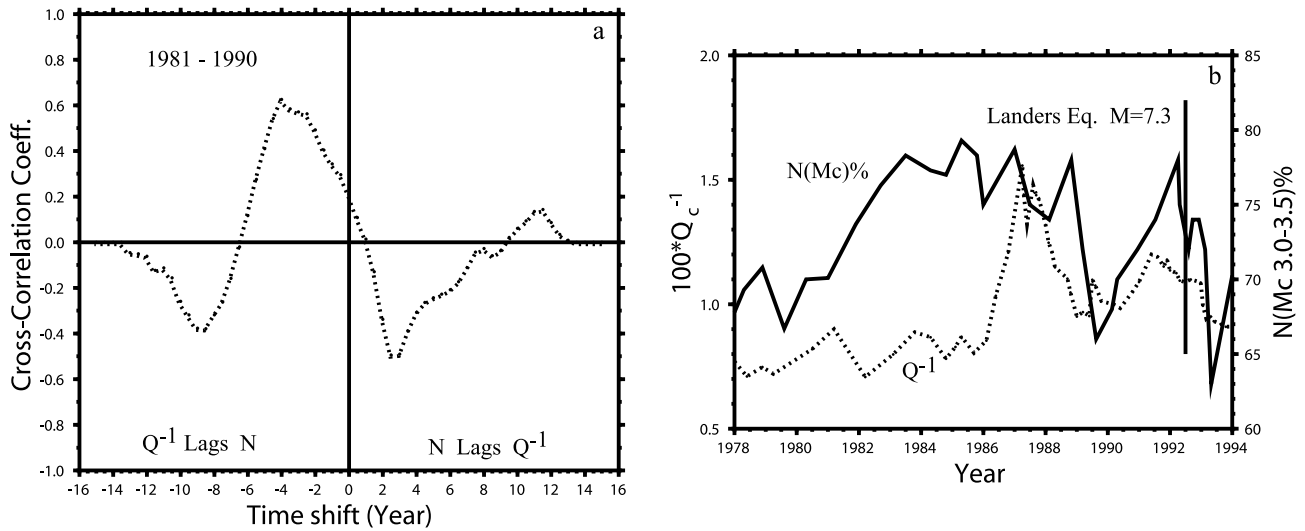 a
1981 - 1990
1.0
0.8
0.6
0.4
0.2
0.0
-0.2
-0.4
-0.6
-0.8
-1.0
Cross-Correlation Coeff.
Q⁻¹ Lags N
N Lags Q⁻¹
-16 -14 -12 -10 -8 -6 -4 -2 0 2 4 6 8 10 12 14 16
Time shift (Year)
b
Landers Eq. M=7.3
N(Mc)%
Q⁻¹
2.0
1.5
1.0
0.5
100*Q c⁻¹
85
80
75
70
65
60
N(Mc 3.0-3.5)%
1978 1980 1982 1984 1986 1988 1990 1992 1994
Year